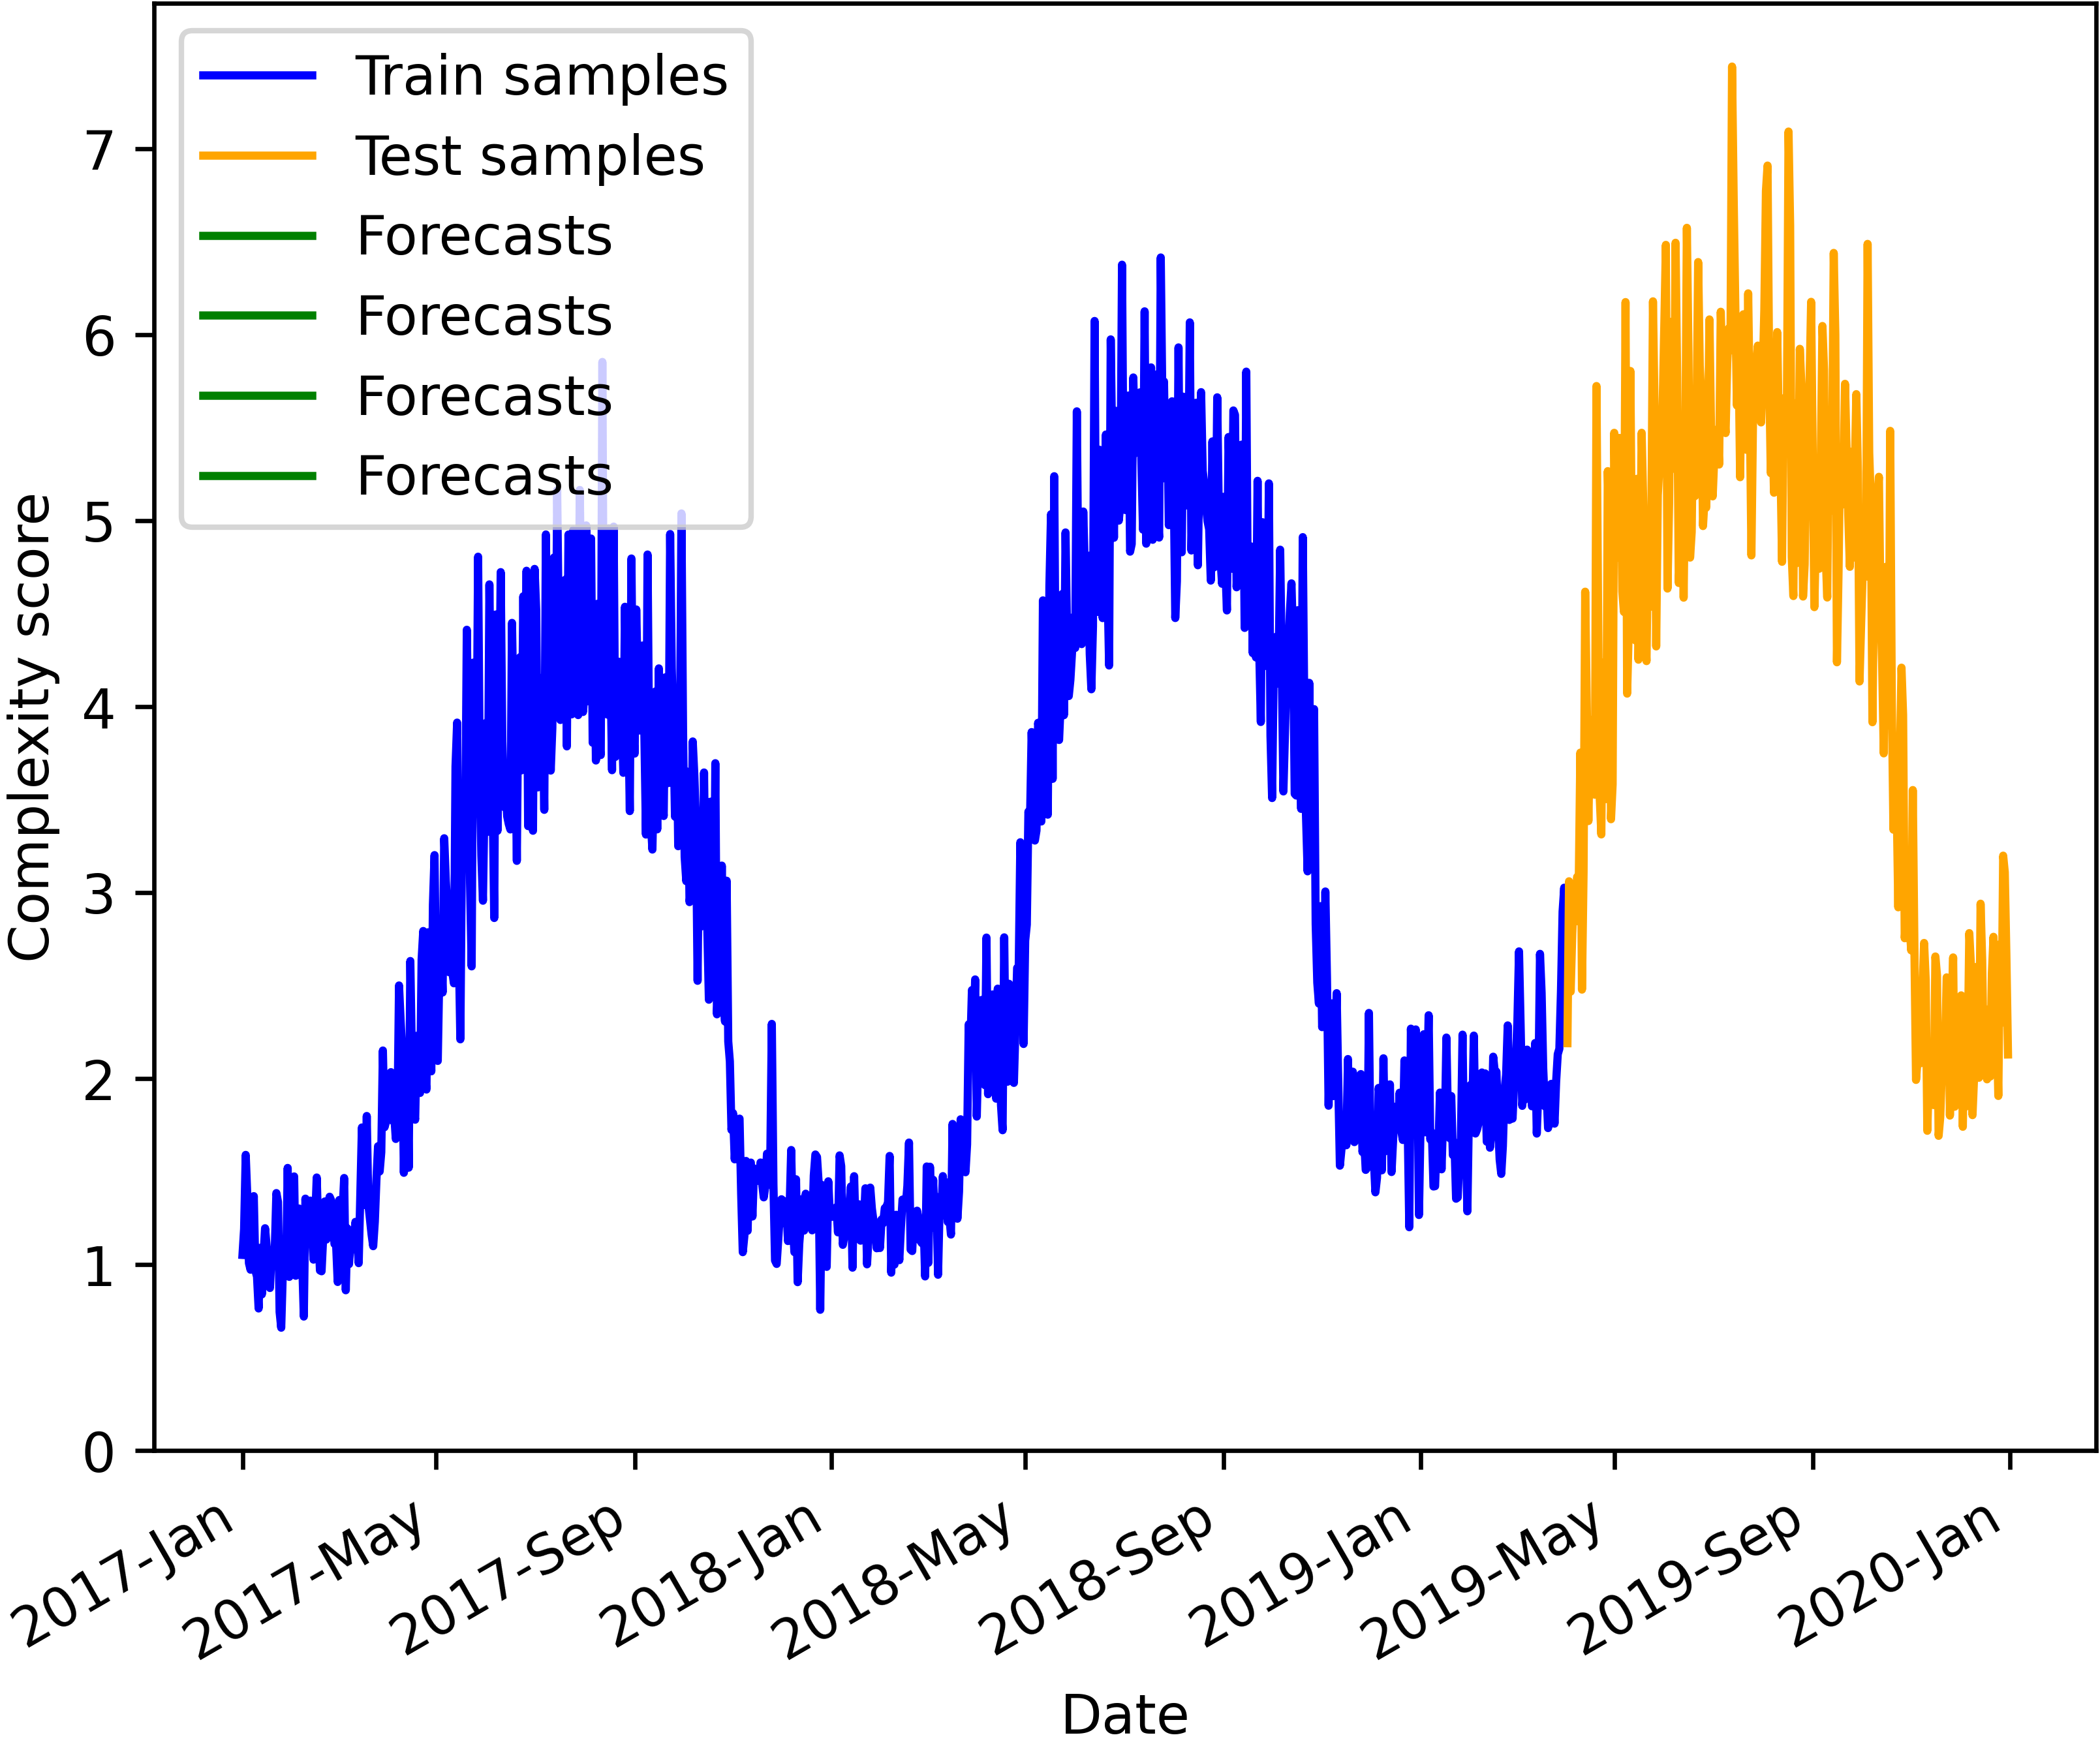 Train samples
Test samples
Forecasts
Forecasts
Forecasts
Forecasts
Complexity score
7
6
5
4
3
2
1
0
2017-Jan
2017-May
2017-Sep
2018-Jan
2018-May
2018-Sep
2019-Jan
2019-May
2019-Sep
2020-Jan
Date